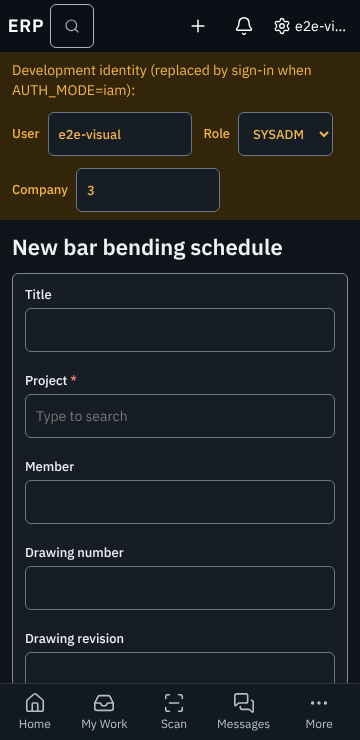 ERP
e2e-vi...
Development identity (replaced by sign-in when
AUTH_MODE=iam):
User e2e-visual Role SYSADM
Company 3
New bar bending schedule
Title
Project *
Type to search
Member
Drawing number
Drawing revision
Home My Work Scan Messages More